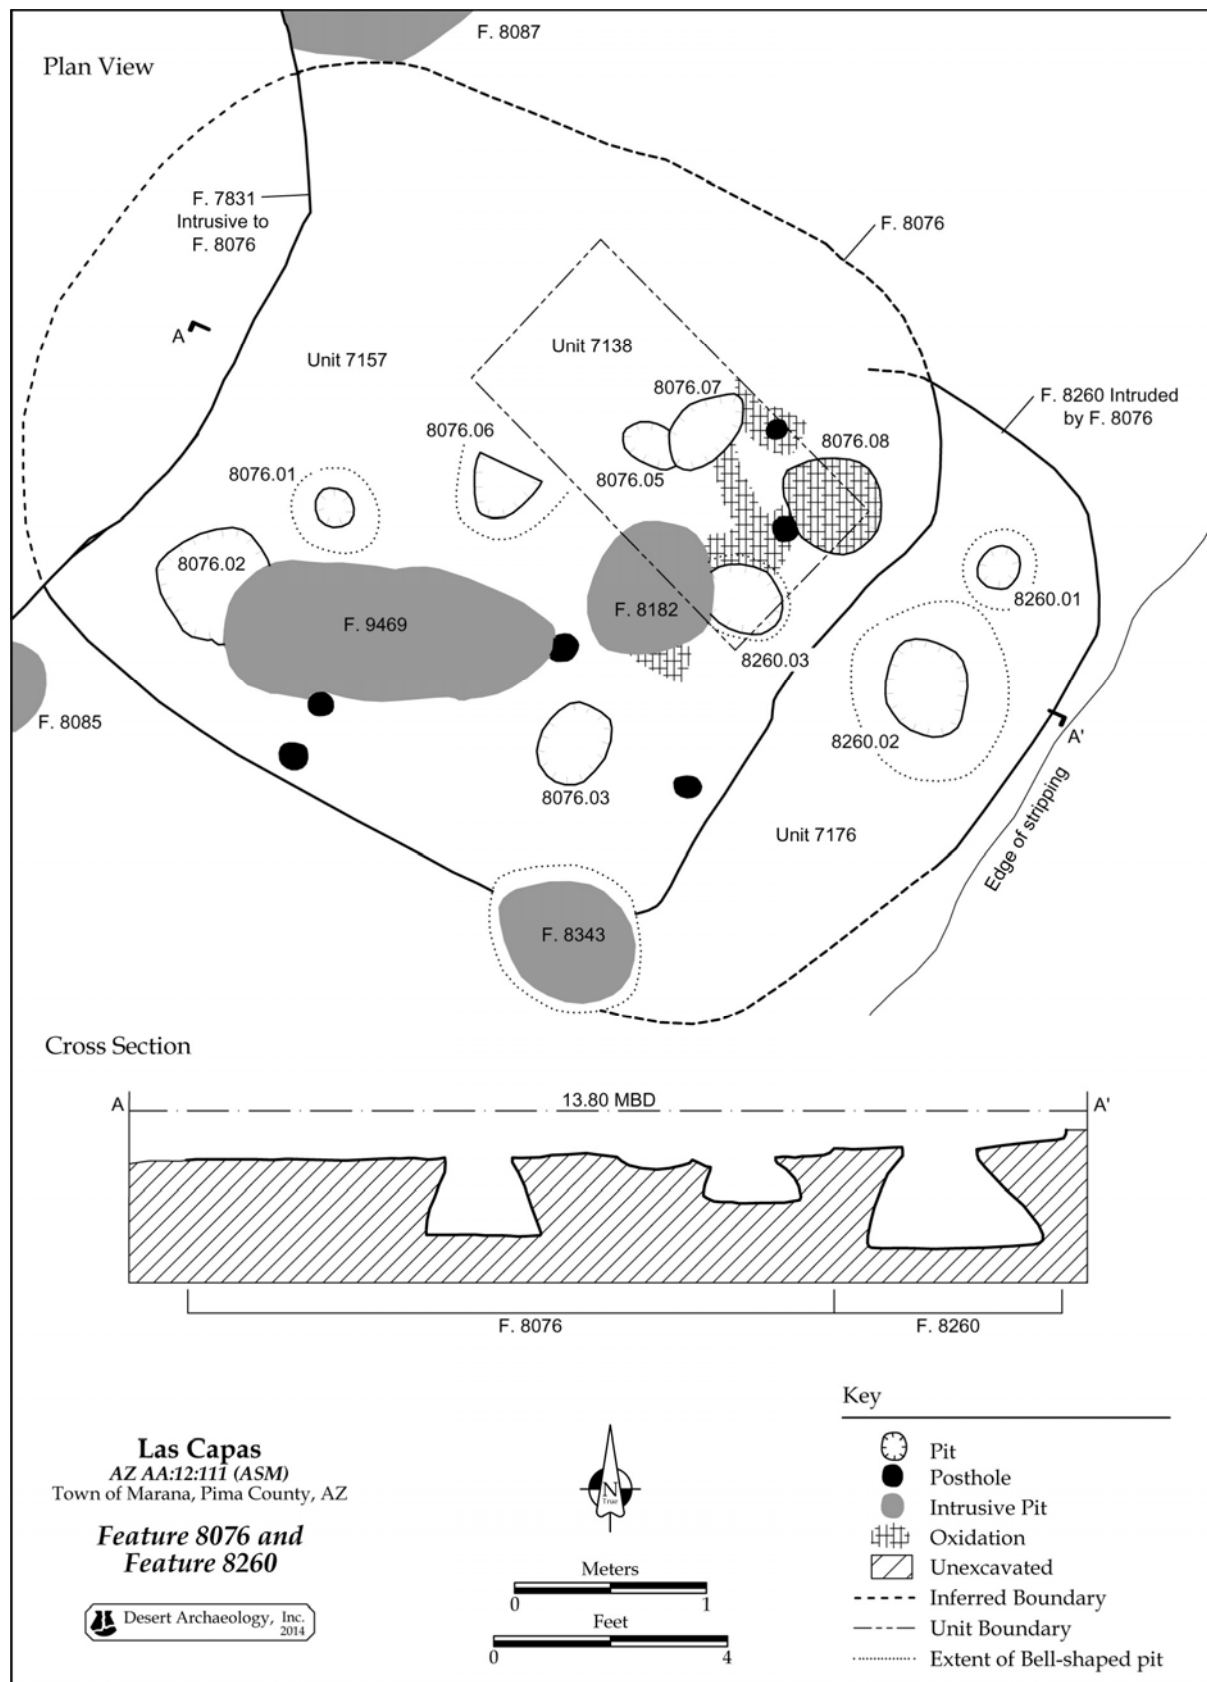 F. 8087
Plan View
F. 7831
Intrusive to
F. 8076
F. 8076
A
Unit 7157
Unit 7138
8076.07
F. 8260 Intruded
by F. 8076
8076.06
8076.08
8076.01
8076.05
8076.02
8260.01
F. 9469
F. 8182
8260.03
F. 8085
8260.02
A'
8076.03
Unit 7176
Edge of stripping
F. 8343
Cross Section
A
13.80 MBD
A'
F. 8076
F. 8260
Key
Pit
Posthole
Intrusive Pit
Oxidation
Unexcavated
Inferred Boundary
Unit Boundary
Extent of Bell-shaped pit
Las Capas
AZ AA:12:111 (ASM)
Town of Marana, Pima County, AZ
Feature 8076 and
Feature 8260
Desert Archaeology, Inc.
2014
N
True
Meters
0 1
Feet
0 4